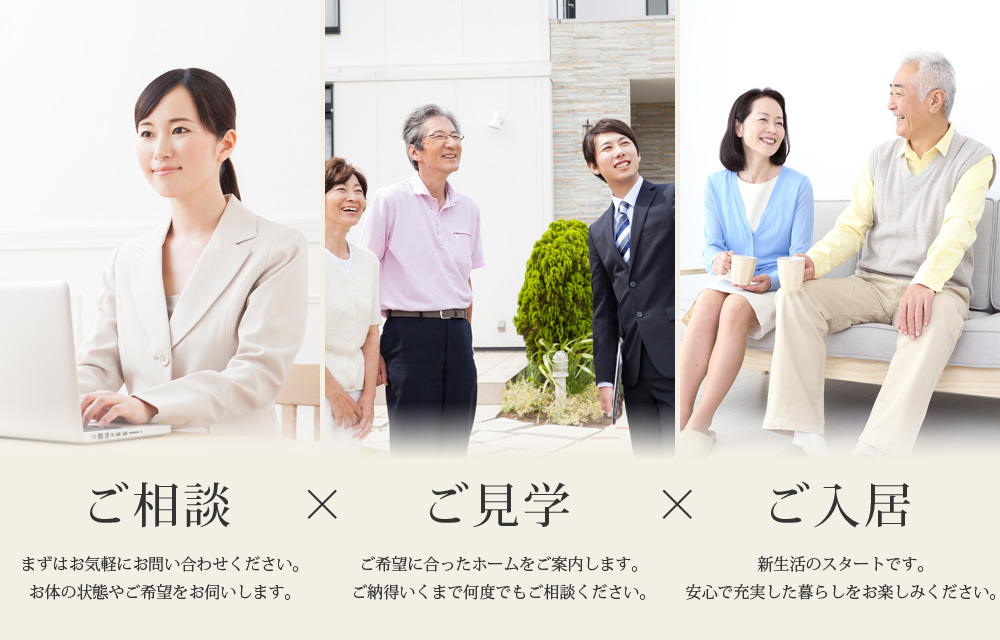 ご相談 × ご見学 × ご入居
まずはお気軽にお問い合わせください。
お体の状態やご希望をお伺いします。
ご希望に合ったホームをご案内します。
ご納得いくまで何度でもご相談ください。
新生活のスタートです。
安心で充実した暮らしをお楽しみください。